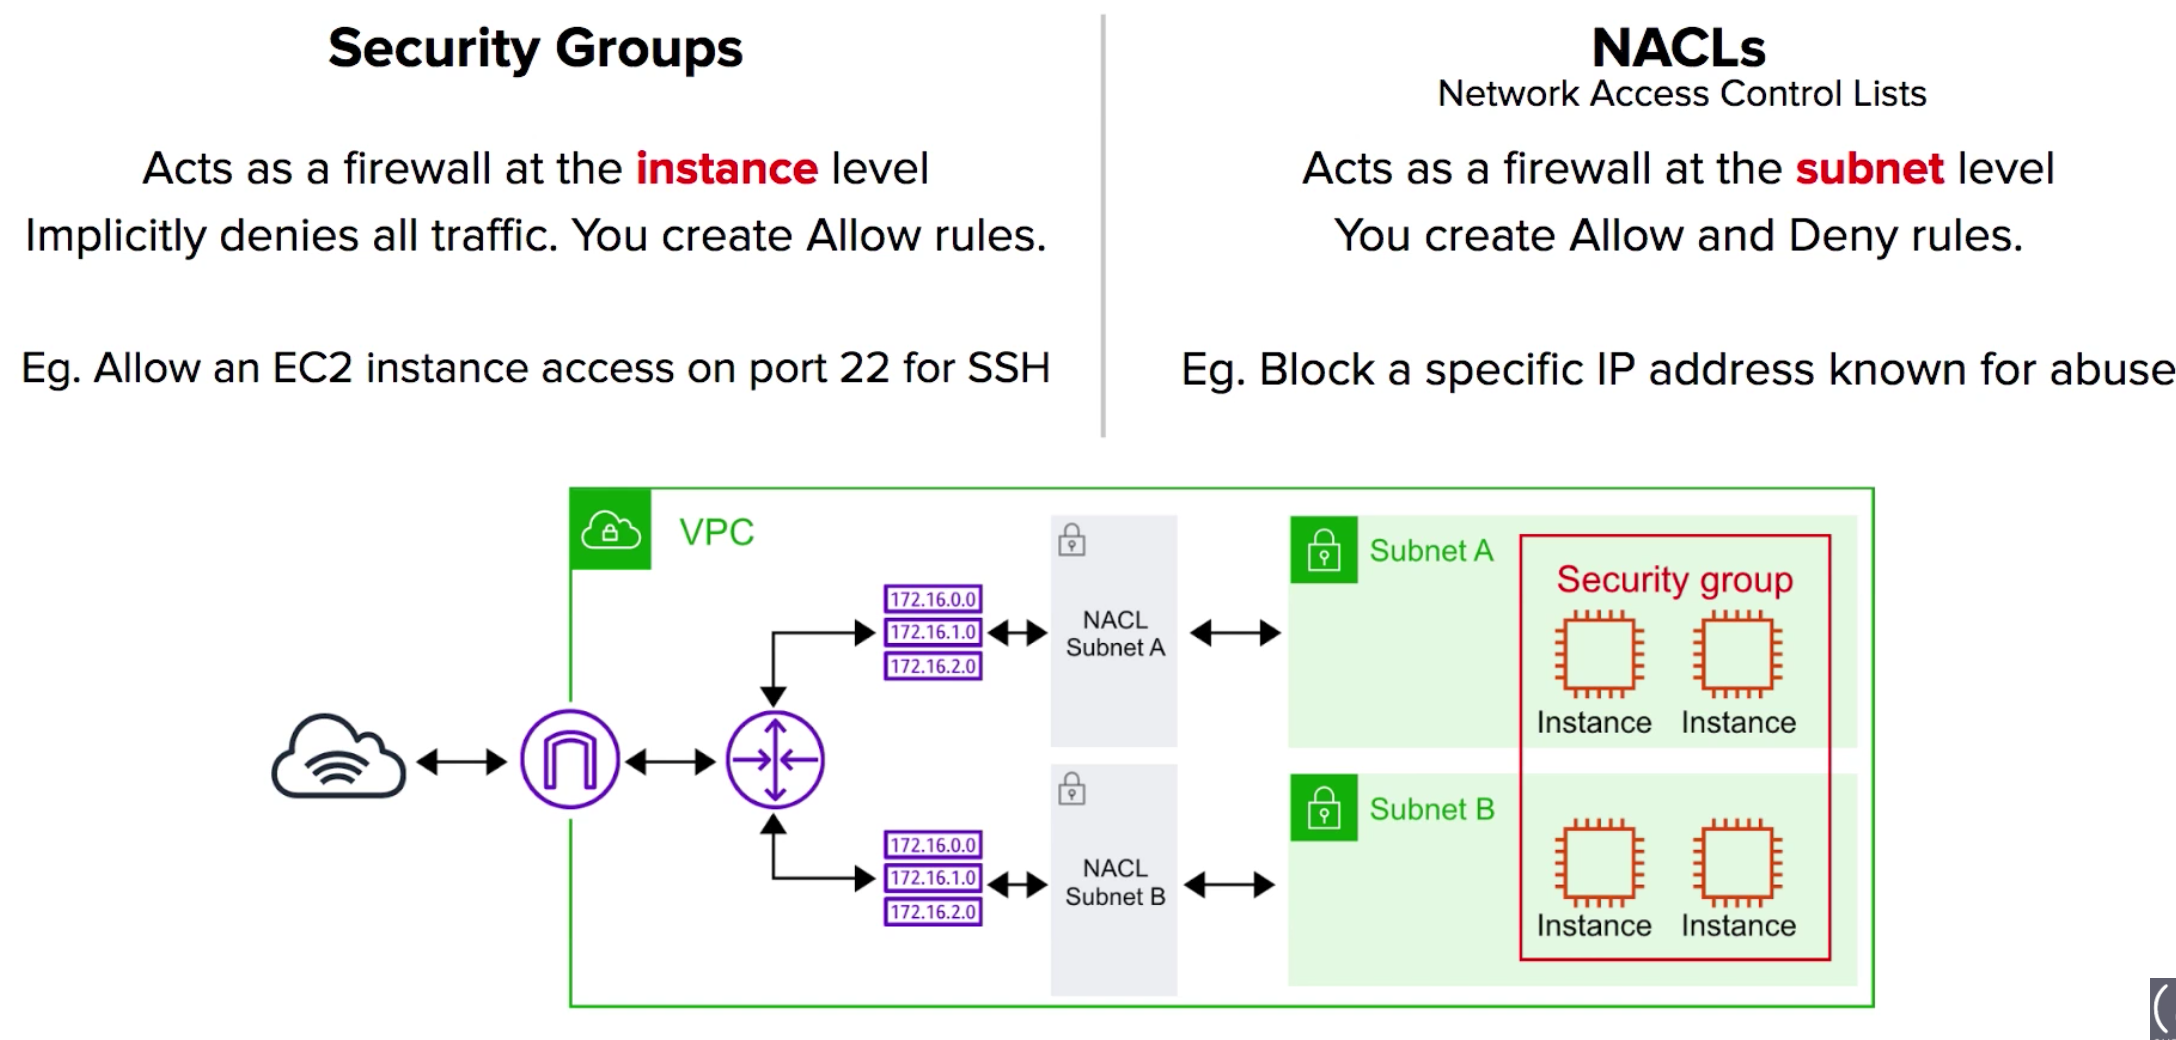 Security Groups
Acts as a firewall at the instance level
Implicitly denies all traffic. You create Allow rules.
Eg. Allow an EC2 instance access on port 22 for SSH
NACLs
Network Access Control Lists
Acts as a firewall at the subnet level
You create Allow and Deny rules.
Eg. Block a specific IP address known for abuse
VPC
172.16.0.0
172.16.1.0
172.16.2.0
NACL
Subnet A
Subnet A
Security group
Instance Instance
172.16.0.0
172.16.1.0
172.16.2.0
NACL
Subnet B
Subnet B
Instance Instance